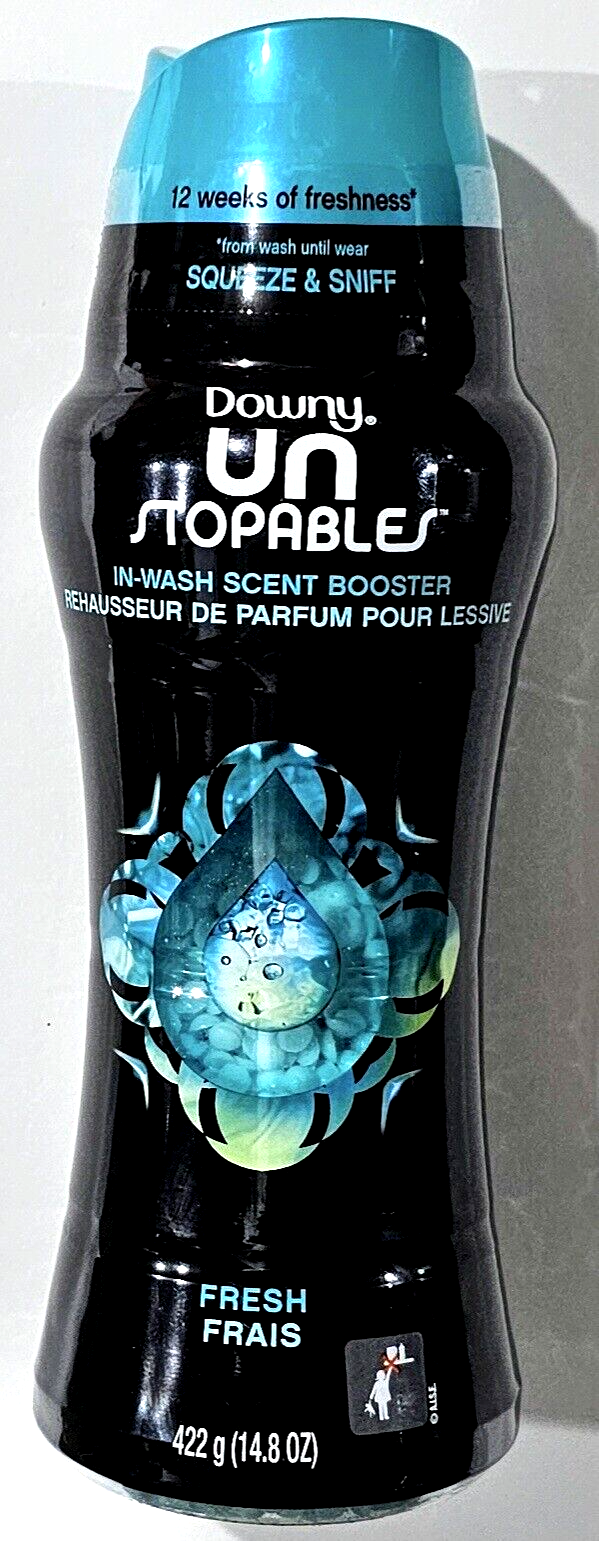 12 weeks of freshness*
*from wash until wear
SQUEEZE & SNIFF
Downy®
Un
STOPABLES™
IN-WASH SCENT BOOSTER
REHAUSSEUR DE PARFUM POUR LESSIVE
FRESH
FRAIS
© A.I.S.E.
422 g (14.8 OZ)